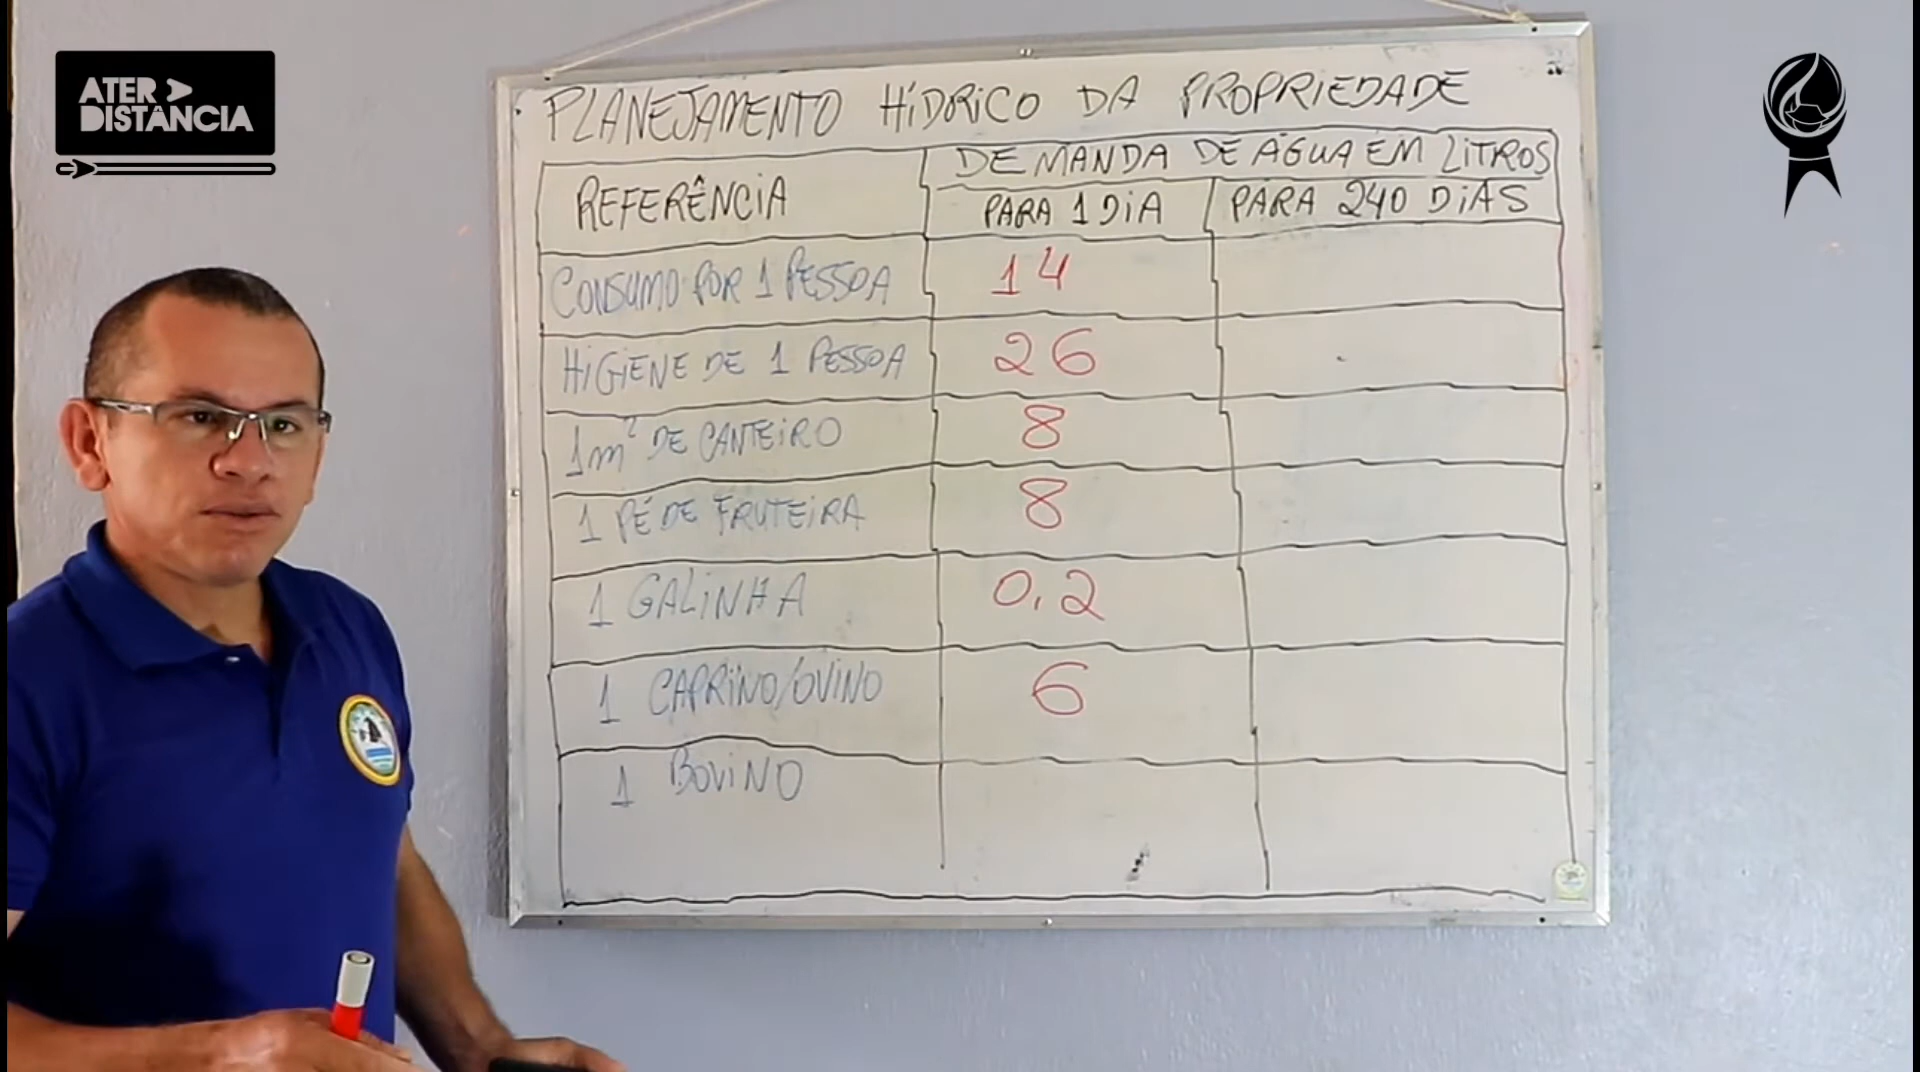 ATER
DISTÂNCIA
PLANEJAMENTO HÍDRICO DA PROPRIEDADE
REFERÊNCIA
DEMANDA DE ÁGUA EM LITROS
PARA 1 DIA
PARA 240 DIAS
CONSUMO POR 1 PESSOA 14
HIGIENE DE 1 PESSOA 26
1m² DE CANTEIRO 8
1 PÉ DE FRUTEIRA 8
1 GALINHA 0,2
1 CAPRINO/OVINO 6
1 BOVINO